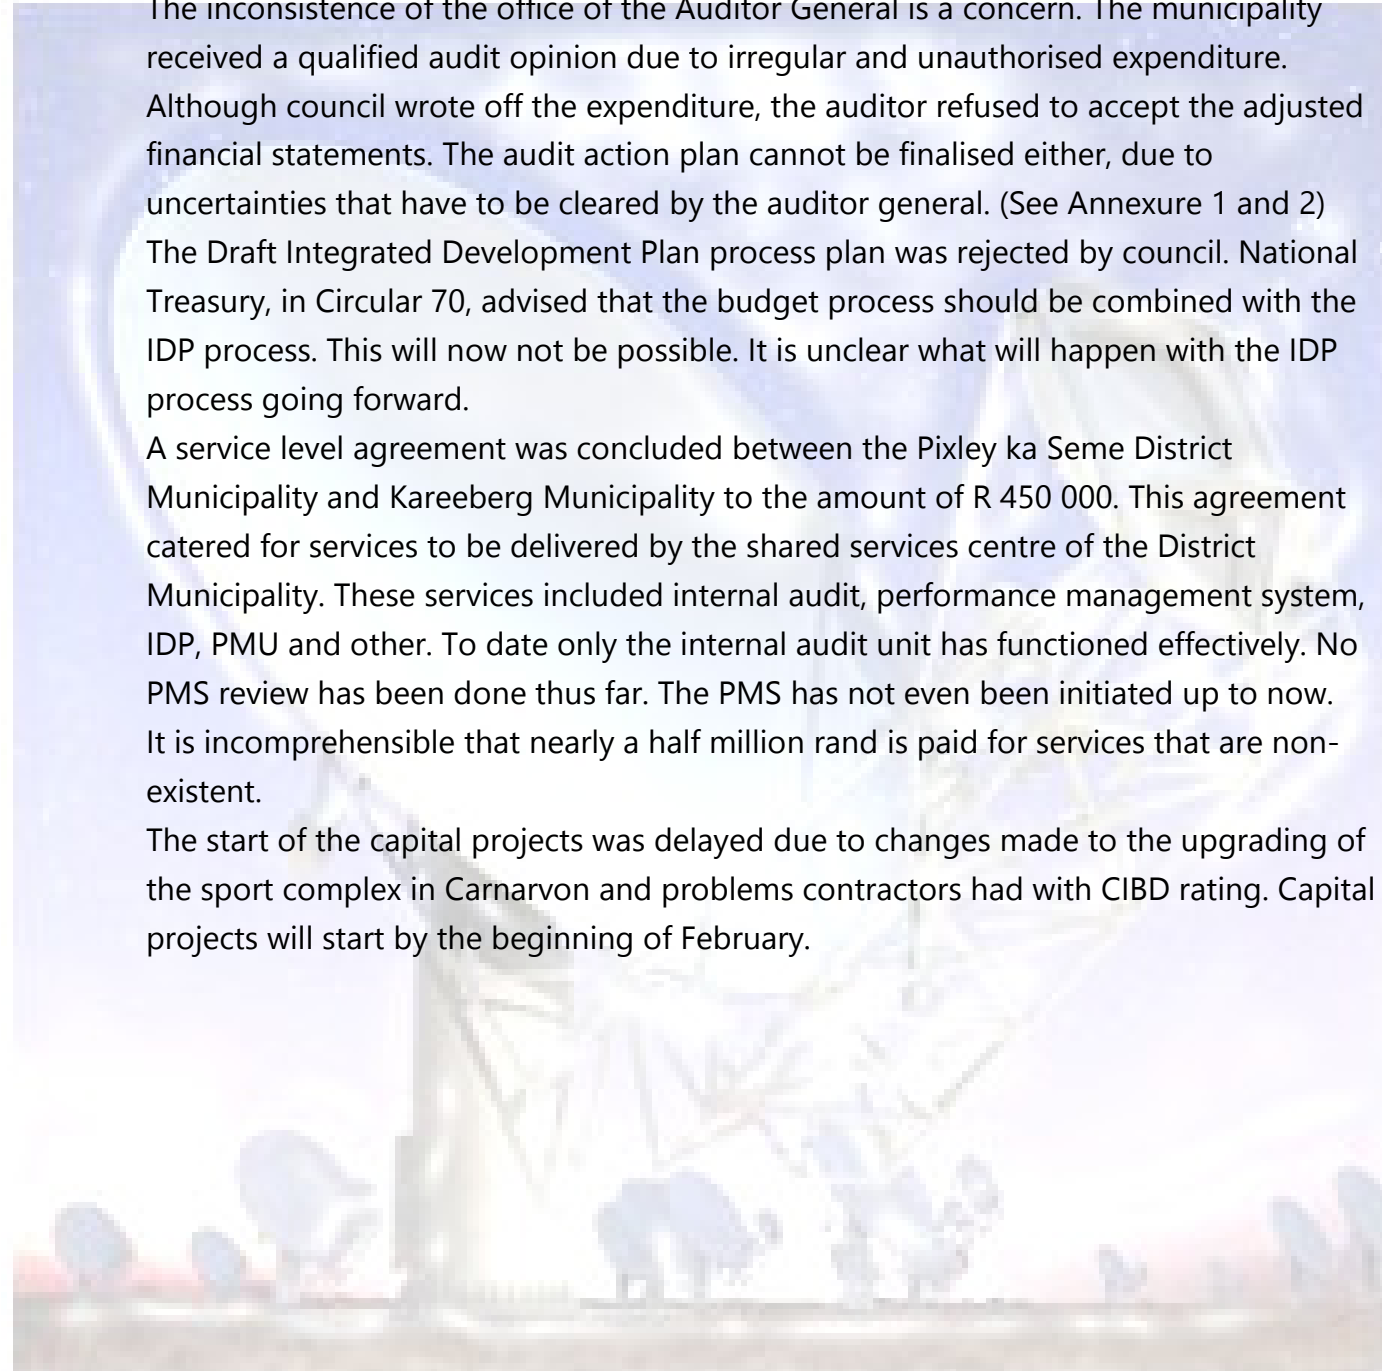 The inconsistence of the office of the Auditor General is a concern. The municipality
received a qualified audit opinion due to irregular and unauthorised expenditure.
Although council wrote off the expenditure, the auditor refused to accept the adjusted
financial statements. The audit action plan cannot be finalised either, due to
uncertainties that have to be cleared by the auditor general. (See Annexure 1 and 2)
The Draft Integrated Development Plan process plan was rejected by council. National
Treasury, in Circular 70, advised that the budget process should be combined with the
IDP process. This will now not be possible. It is unclear what will happen with the IDP
process going forward.
A service level agreement was concluded between the Pixley ka Seme District
Municipality and Kareeberg Municipality to the amount of R 450 000. This agreement
catered for services to be delivered by the shared services centre of the District
Municipality. These services included internal audit, performance management system,
IDP, PMU and other. To date only the internal audit unit has functioned effectively. No
PMS review has been done thus far. The PMS has not even been initiated up to now.
It is incomprehensible that nearly a half million rand is paid for services that are non-
existent.
The start of the capital projects was delayed due to changes made to the upgrading of
the sport complex in Carnarvon and problems contractors had with CIBD rating. Capital
projects will start by the beginning of February.